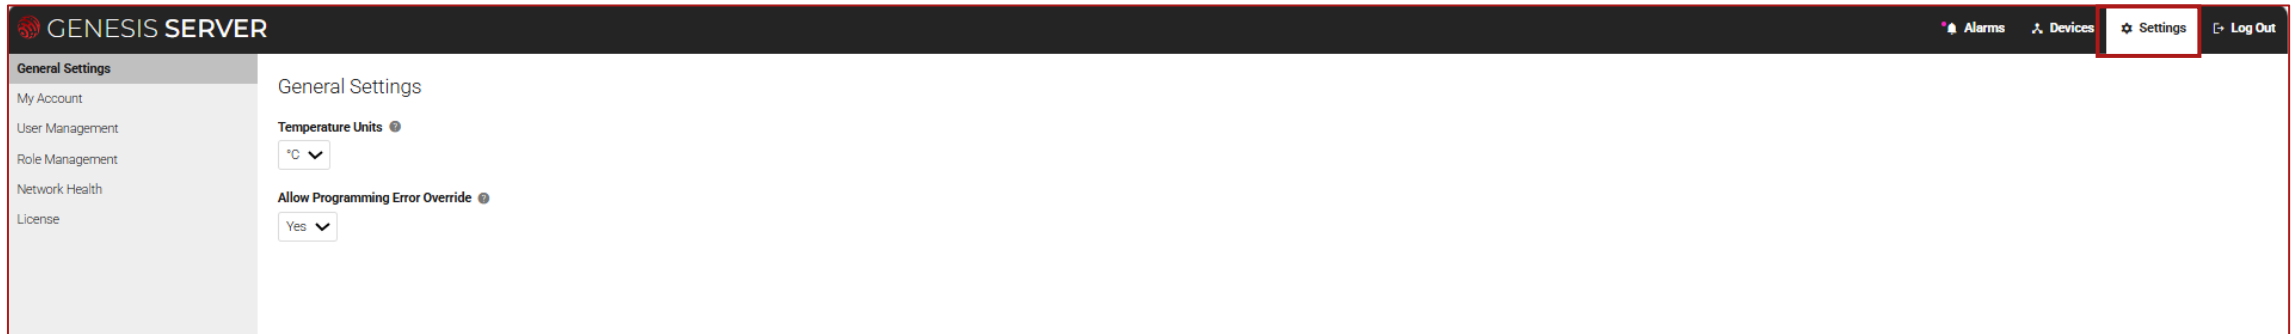 GENESIS SERVER
Alarms
Devices
Settings
Log Out
General Settings
My Account
User Management
Role Management
Network Health
License
General Settings
Temperature Units
°C
Allow Programming Error Override
Yes